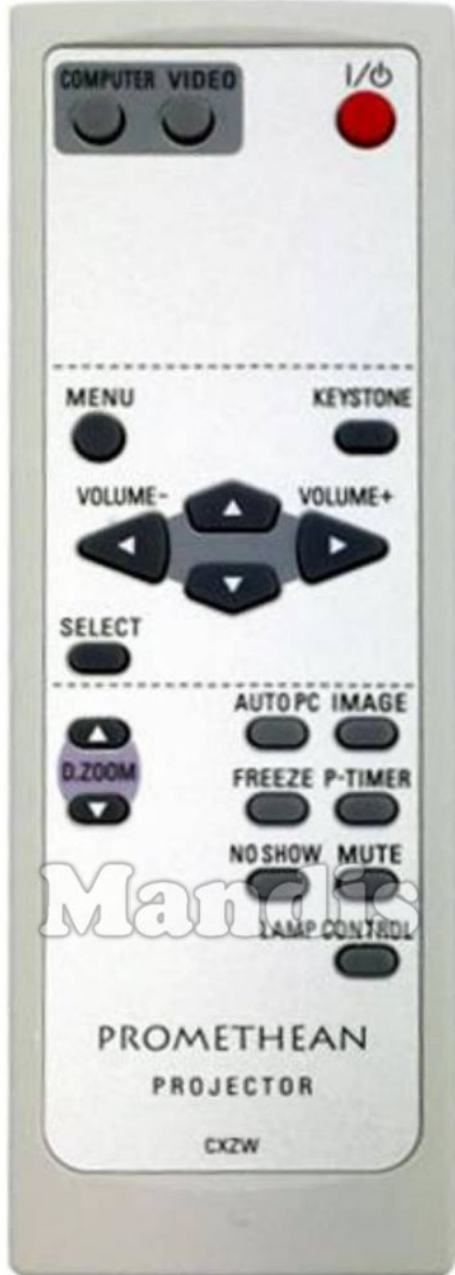 COMPUTER VIDEO I/⏻
MENU KEYSTONE
VOLUME- VOLUME+
SELECT
AUTO PC IMAGE
D.ZOOM
FREEZE P-TIMER
NO SHOW MUTE
Mandis
LAMP CONTROL
PROMETHEAN
PROJECTOR
CXZW